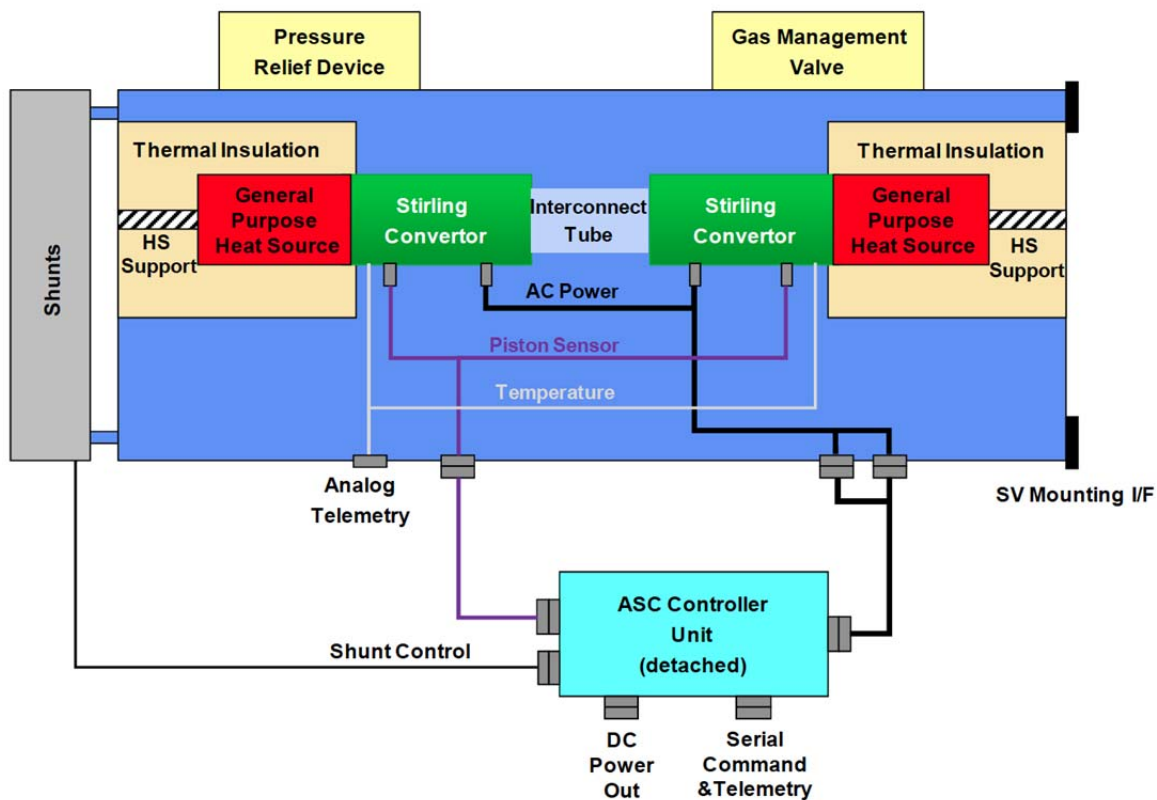 Pressure
Relief Device
Gas Management
Valve
Thermal Insulation
Thermal Insulation
General
Purpose
Heat Source
Stirling
Convertor
Interconnect
Tube
Stirling
Convertor
General
Purpose
Heat Source
HS
Support
HS
Support
Shunts
AC Power
Piston Sensor
Temperature
Analog
Telemetry
SV Mounting I/F
ASC Controller
Unit
(detached)
Shunt Control
DC
Power
Out
Serial
Command
&Telemetry